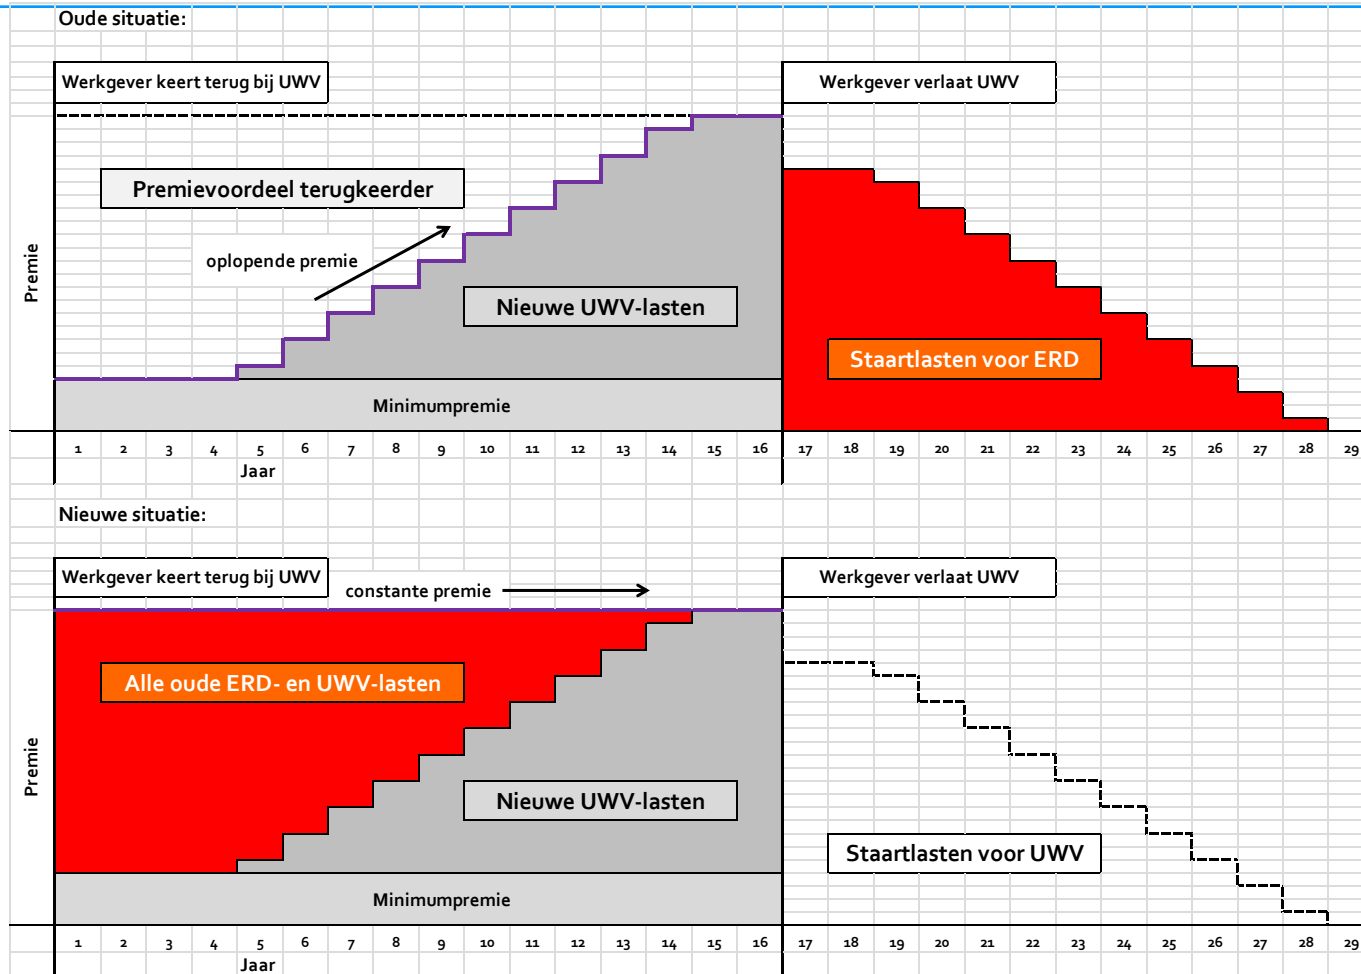 Oude situatie:
Werkgever keert terug bij UWV
Werkgever verlaat UWV
Premievoordeel terugkeerder
oplopende premie
Nieuwe UWV-lasten
Staartlasten voor ERD
Minimumpremie
Premie
1 2 3 4 5 6 7 8 9 10 11 12 13 14 15 16 17 18 19 20 21 22 23 24 25 26 27 28 29
Jaar
Nieuwe situatie:
Werkgever keert terug bij UWV
constante premie
Werkgever verlaat UWV
Alle oude ERD- en UWV-lasten
Nieuwe UWV-lasten
Staartlasten voor UWV
Minimumpremie
Premie
1 2 3 4 5 6 7 8 9 10 11 12 13 14 15 16 17 18 19 20 21 22 23 24 25 26 27 28 29
Jaar